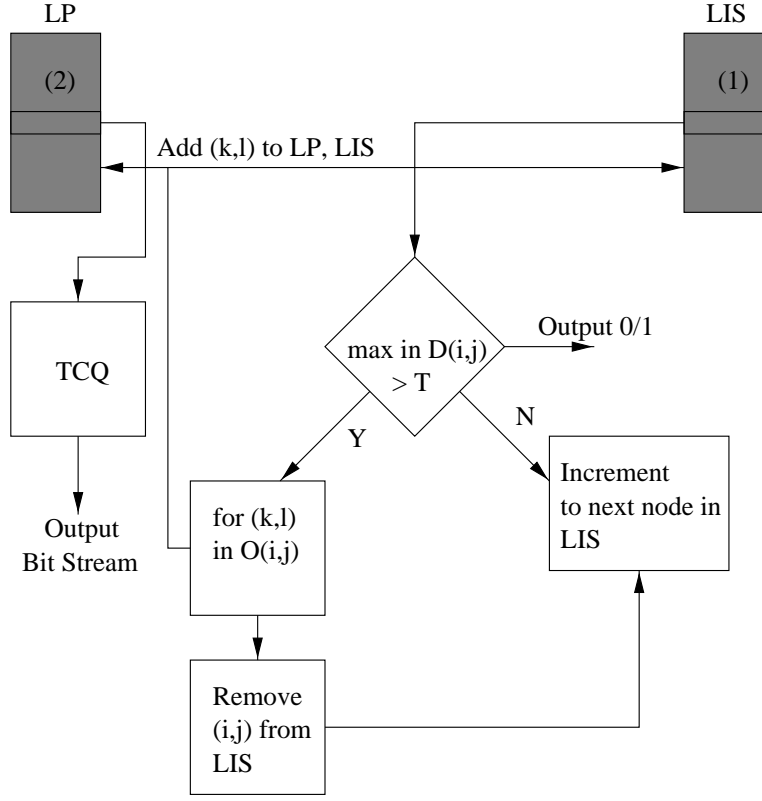 LP
LIS
(2)
(1)
Add (k,l) to LP, LIS
Output 0/1
max in D(i,j)
> T
TCQ
Y
N
Increment
to next node in
LIS
for (k,l)
in O(i,j)
Output
Bit Stream
Remove
(i,j) from
LIS